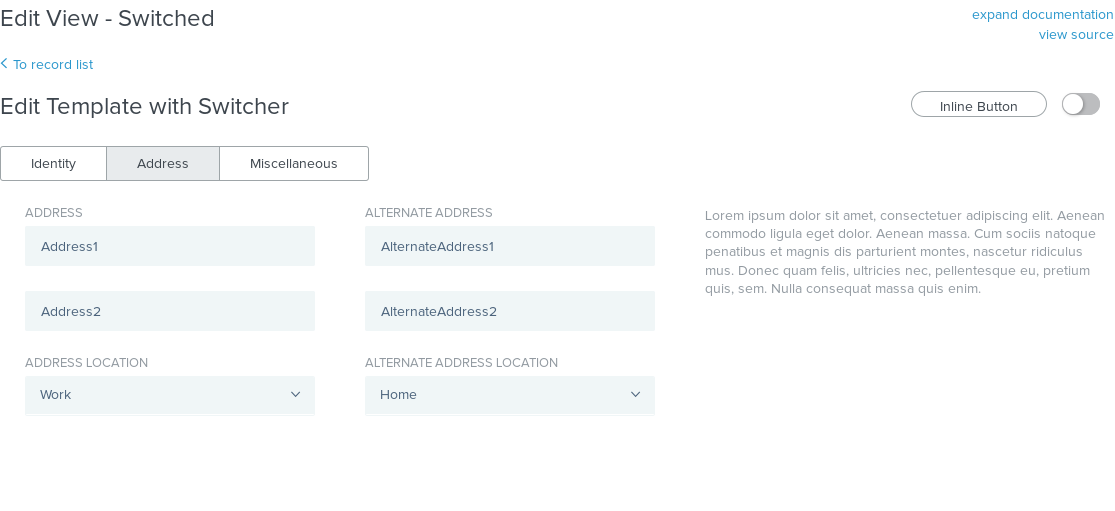 Edit View - Switched
expand documentation
view source
To record list
Edit Template with Switcher
Inline Button
Identity
Address
Miscellaneous
ADDRESS
Address1
Address2
ADDRESS LOCATION
Work
ALTERNATE ADDRESS
AlternateAddress1
AlternateAddress2
ALTERNATE ADDRESS LOCATION
Home
Lorem ipsum dolor sit amet, consectetuer adipiscing elit. Aenean
commodo ligula eget dolor. Aenean massa. Cum sociis natoque
penatibus et magnis dis parturient montes, nascetur ridiculus
mus. Donec quam felis, ultricies nec, pellentesque eu, pretium
quis, sem. Nulla consequat massa quis enim.